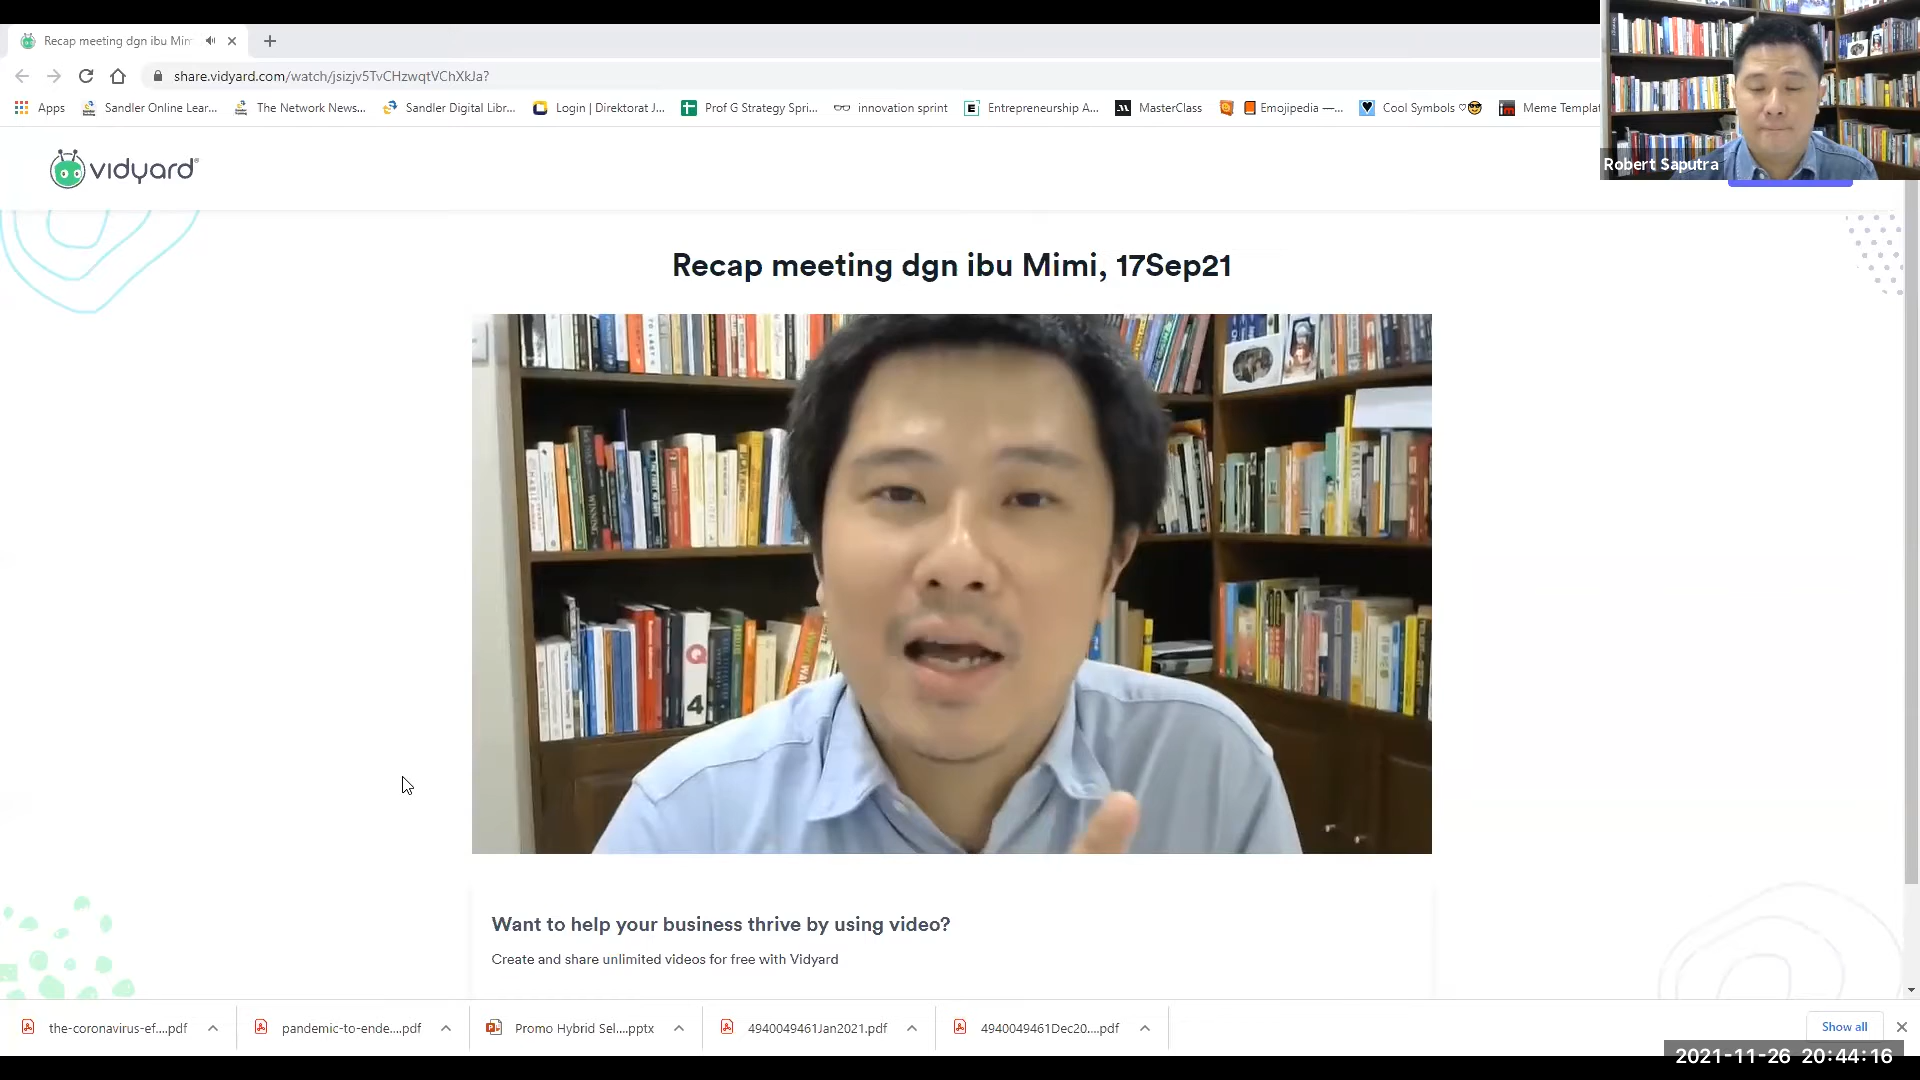 Recap meeting dgn ibu Mim
share.vidyard.com/watch/jsizjv5TvCHzwqtVChXkJa?
Apps
Sandler Online Lear...
The Network News...
Sandler Digital Libr...
Login | Direktorat J...
Prof G Strategy Spri...
innovation sprint
Entrepreneurship A...
MasterClass
Emojipedia —...
Cool Symbols ♡😎
Meme Templat
Robert Saputra
vidyard
Recap meeting dgn ibu Mimi, 17Sep21
WINNING
Q
4
Want to help your business thrive by using video?
Create and share unlimited videos for free with Vidyard
the-coronavirus-ef....pdf
pandemic-to-ende....pdf
Promo Hybrid Sel....pptx
4940049461Jan2021.pdf
4940049461Dec20....pdf
Show all
2021-11-26 20:44:16